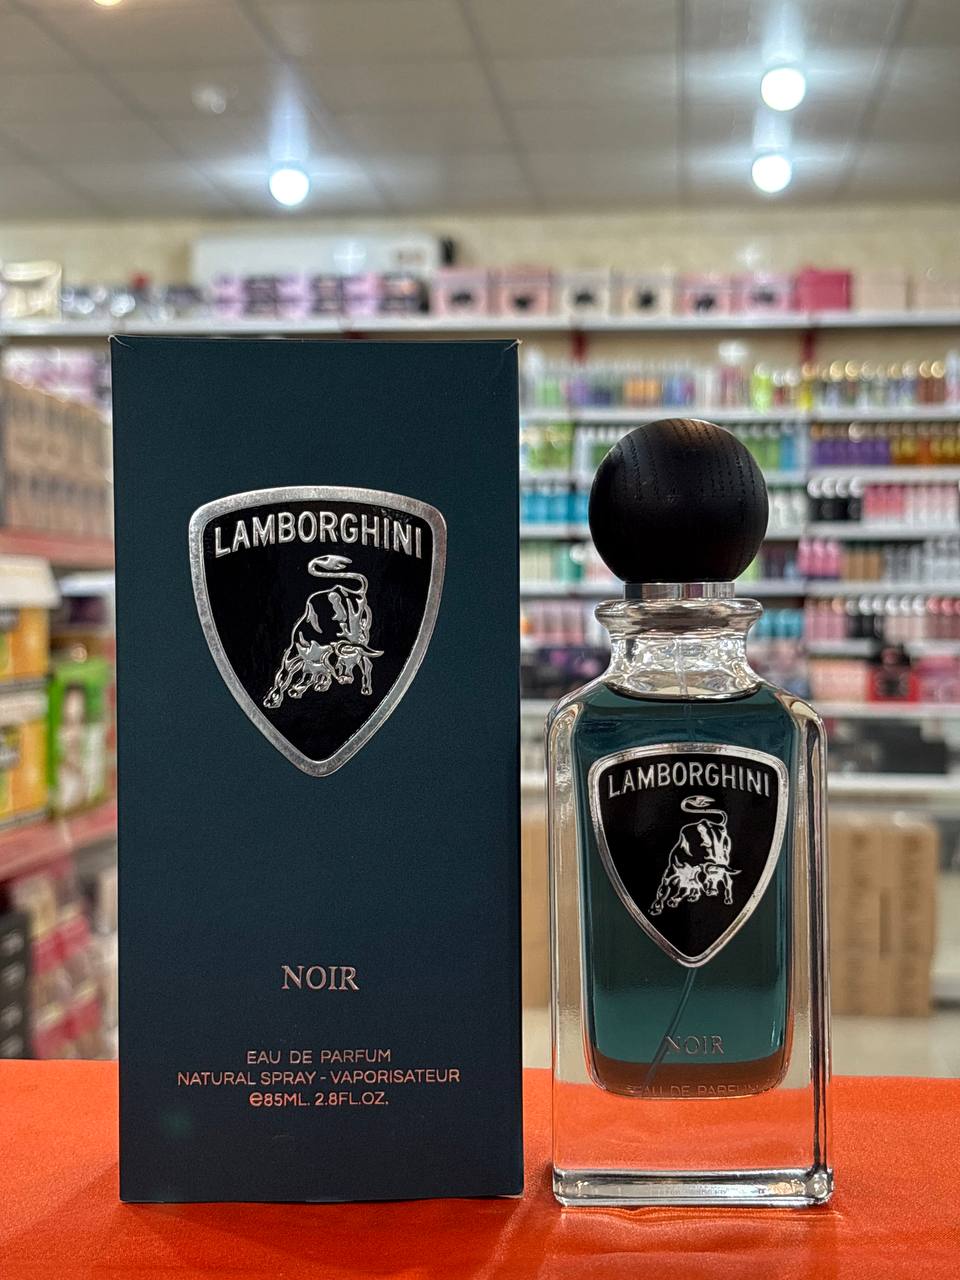 LAMBORGHINI
NOIR
EAU DE PARFUM
NATURAL SPRAY - VAPORISATEUR
℮85ML. 2.8FL.OZ.
LAMBORGHINI
NOIR
EAU DE PARFUM